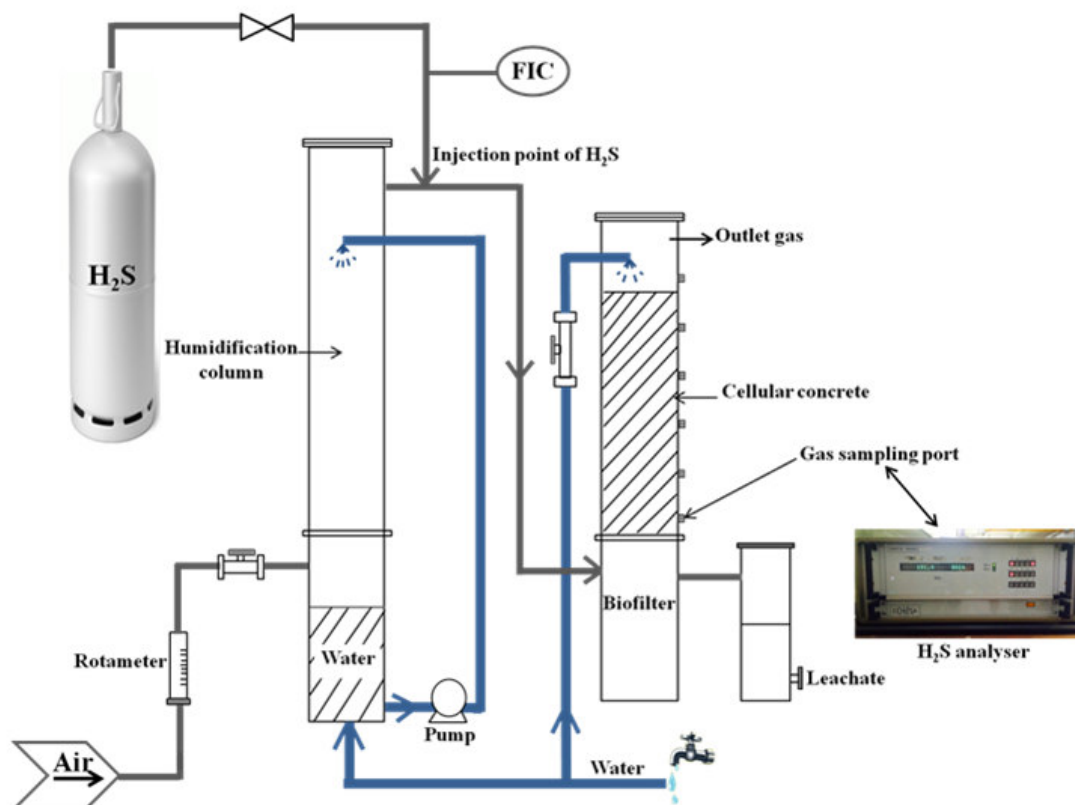 FIC
Injection point of H₂S
H₂S
Outlet gas
Humidification
column
Cellular concrete
Gas sampling port
Biofilter
Rotameter
Water
H₂S analyser
Leachate
Pump
Air
Water